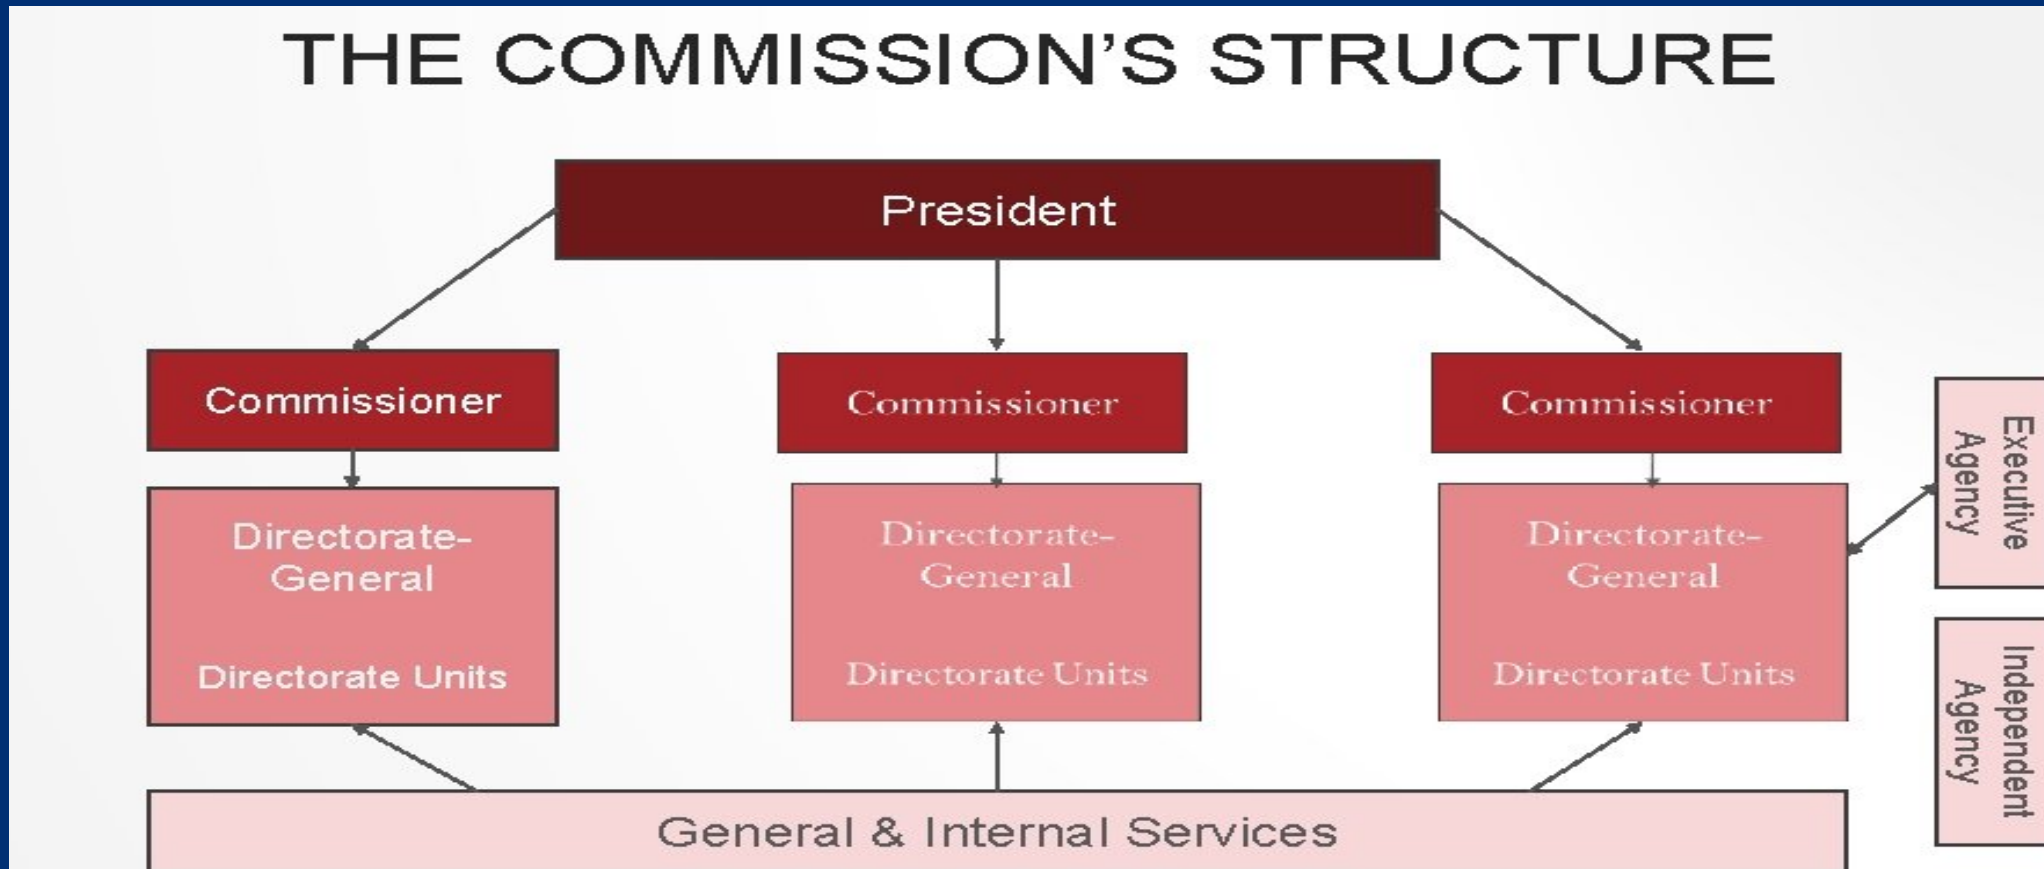 THE COMMISSION’S STRUCTURE
President
Commissioner
Commissioner
Commissioner
Directorate-
General
Directorate Units
Directorate-
General
Directorate Units
Directorate-
General
Directorate Units
Executive
Agency
Independent
Agency
General & Internal Services